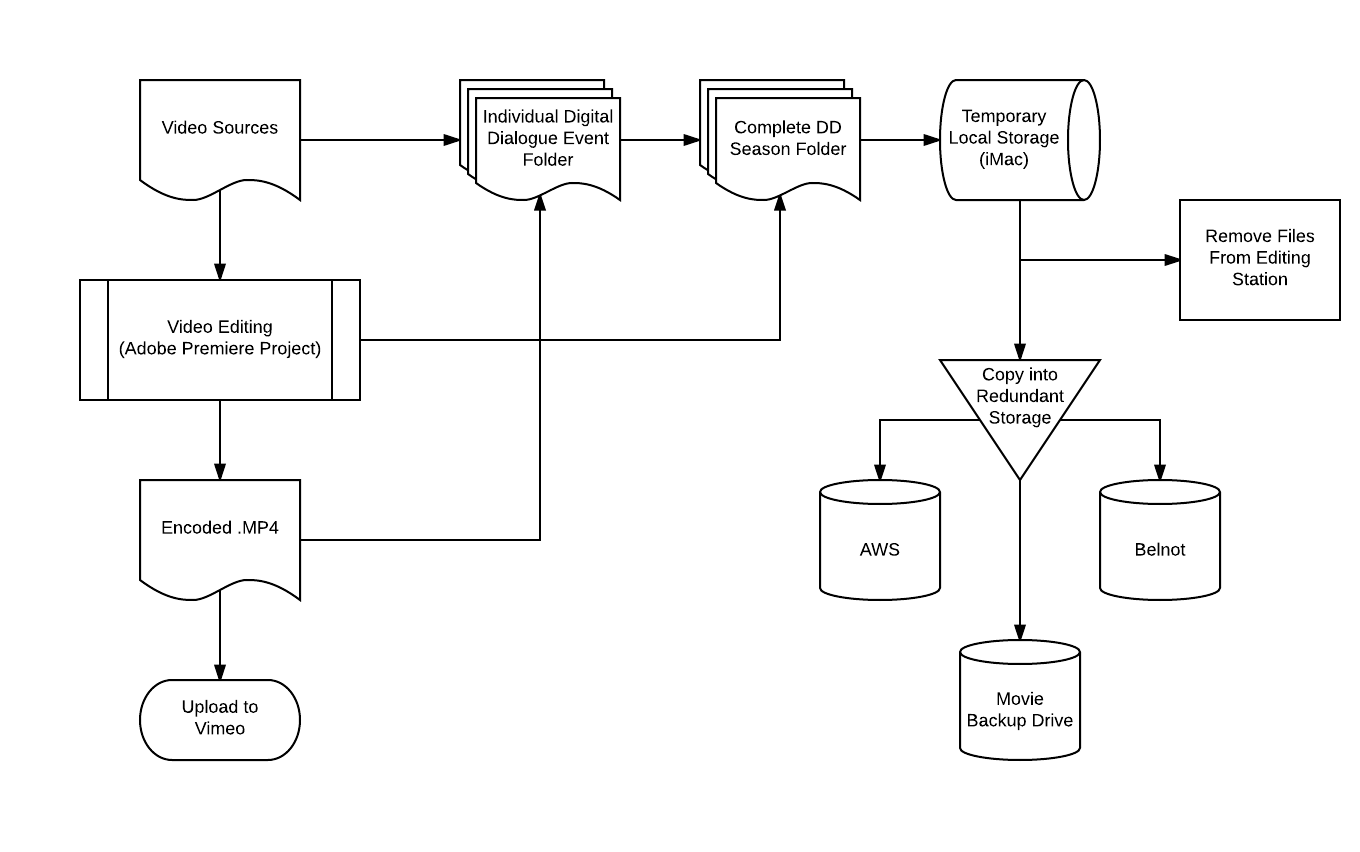 Video Sources
Individual Digital
Dialogue Event
Folder
Complete DD
Season Folder
Temporary
Local Storage
(iMac)
Remove Files
From Editing
Station
Video Editing
(Adobe Premiere Project)
Copy into
Redundant
Storage
Encoded .MP4
AWS
Belnot
Movie
Backup Drive
Upload to
Vimeo